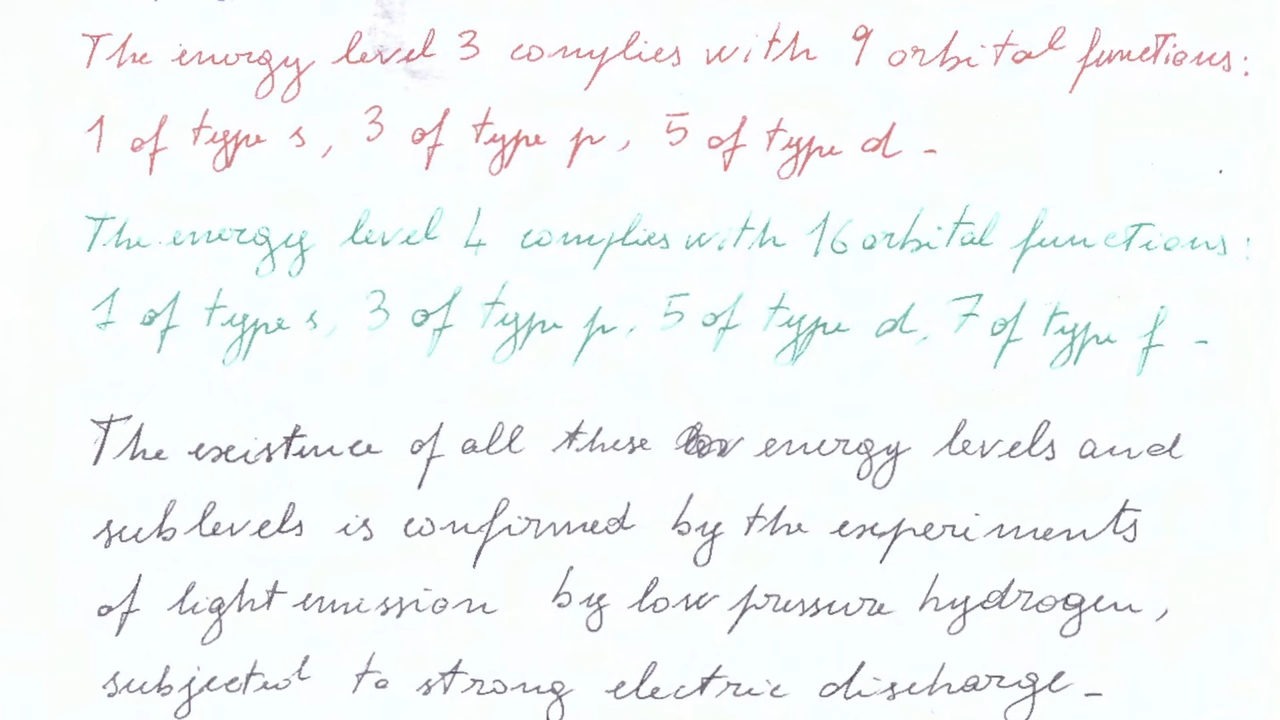 The energy level 3 complies with 9 orbital functions:
1 of type s, 3 of type p, 5 of type d -
The energy level 4 complies with 16 orbital functions:
1 of type s, 3 of type p, 5 of type d, 7 of type f -
The existence of all these energy levels and
sublevels is confirmed by the experiments
of light emission by low pressure hydrogen,
subjected to strong electric discharge -